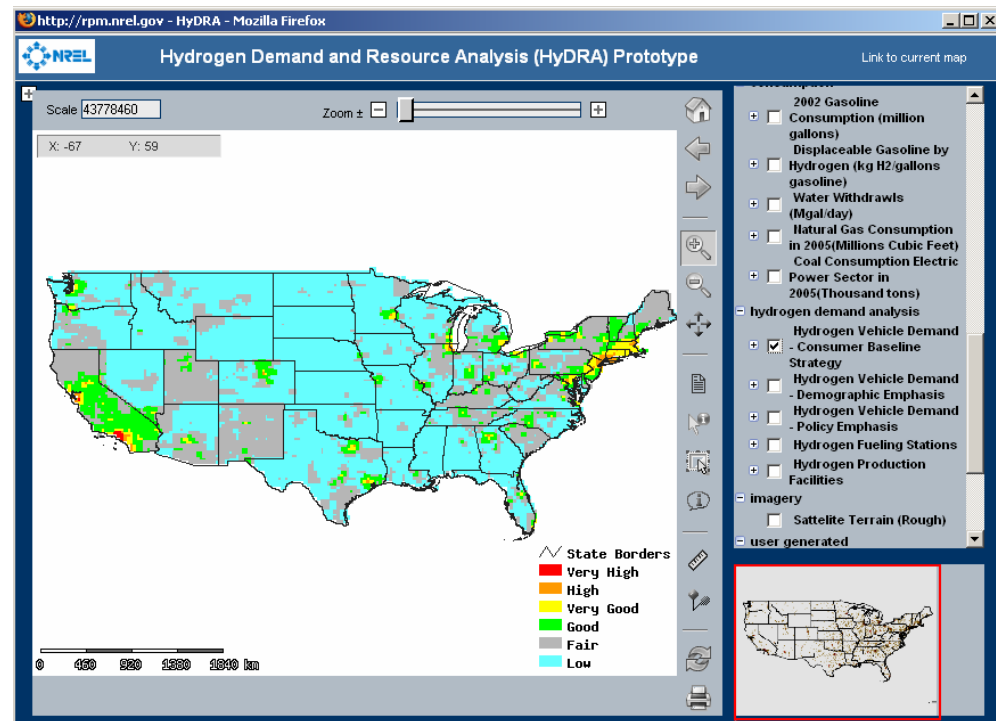 http://rpm.nrel.gov - HyDRA - Mozilla Firefox
NREL
Hydrogen Demand and Resource Analysis (HyDRA) Prototype
Link to current map
Scale 43778460
Zoom ±
X: -67 Y: 59
State Borders
Very High
High
Very Good
Good
Fair
Low
0 460 920 1380 1840 km
consumption
2002 Gasoline
Consumption (million
gallons)
Displaceable Gasoline by
Hydrogen (kg H2/gallons
gasoline)
Water Withdrawls
(Mgal/day)
Natural Gas Consumption
in 2005(Millions Cubic Feet)
Coal Consumption Electric
Power Sector in
2005(Thousand tons)
hydrogen demand analysis
Hydrogen Vehicle Demand
- Consumer Baseline
Strategy
Hydrogen Vehicle Demand
- Demographic Emphasis
Hydrogen Vehicle Demand
- Policy Emphasis
Hydrogen Fueling Stations
Hydrogen Production
Facilities
imagery
Sattelite Terrain (Rough)
user generated